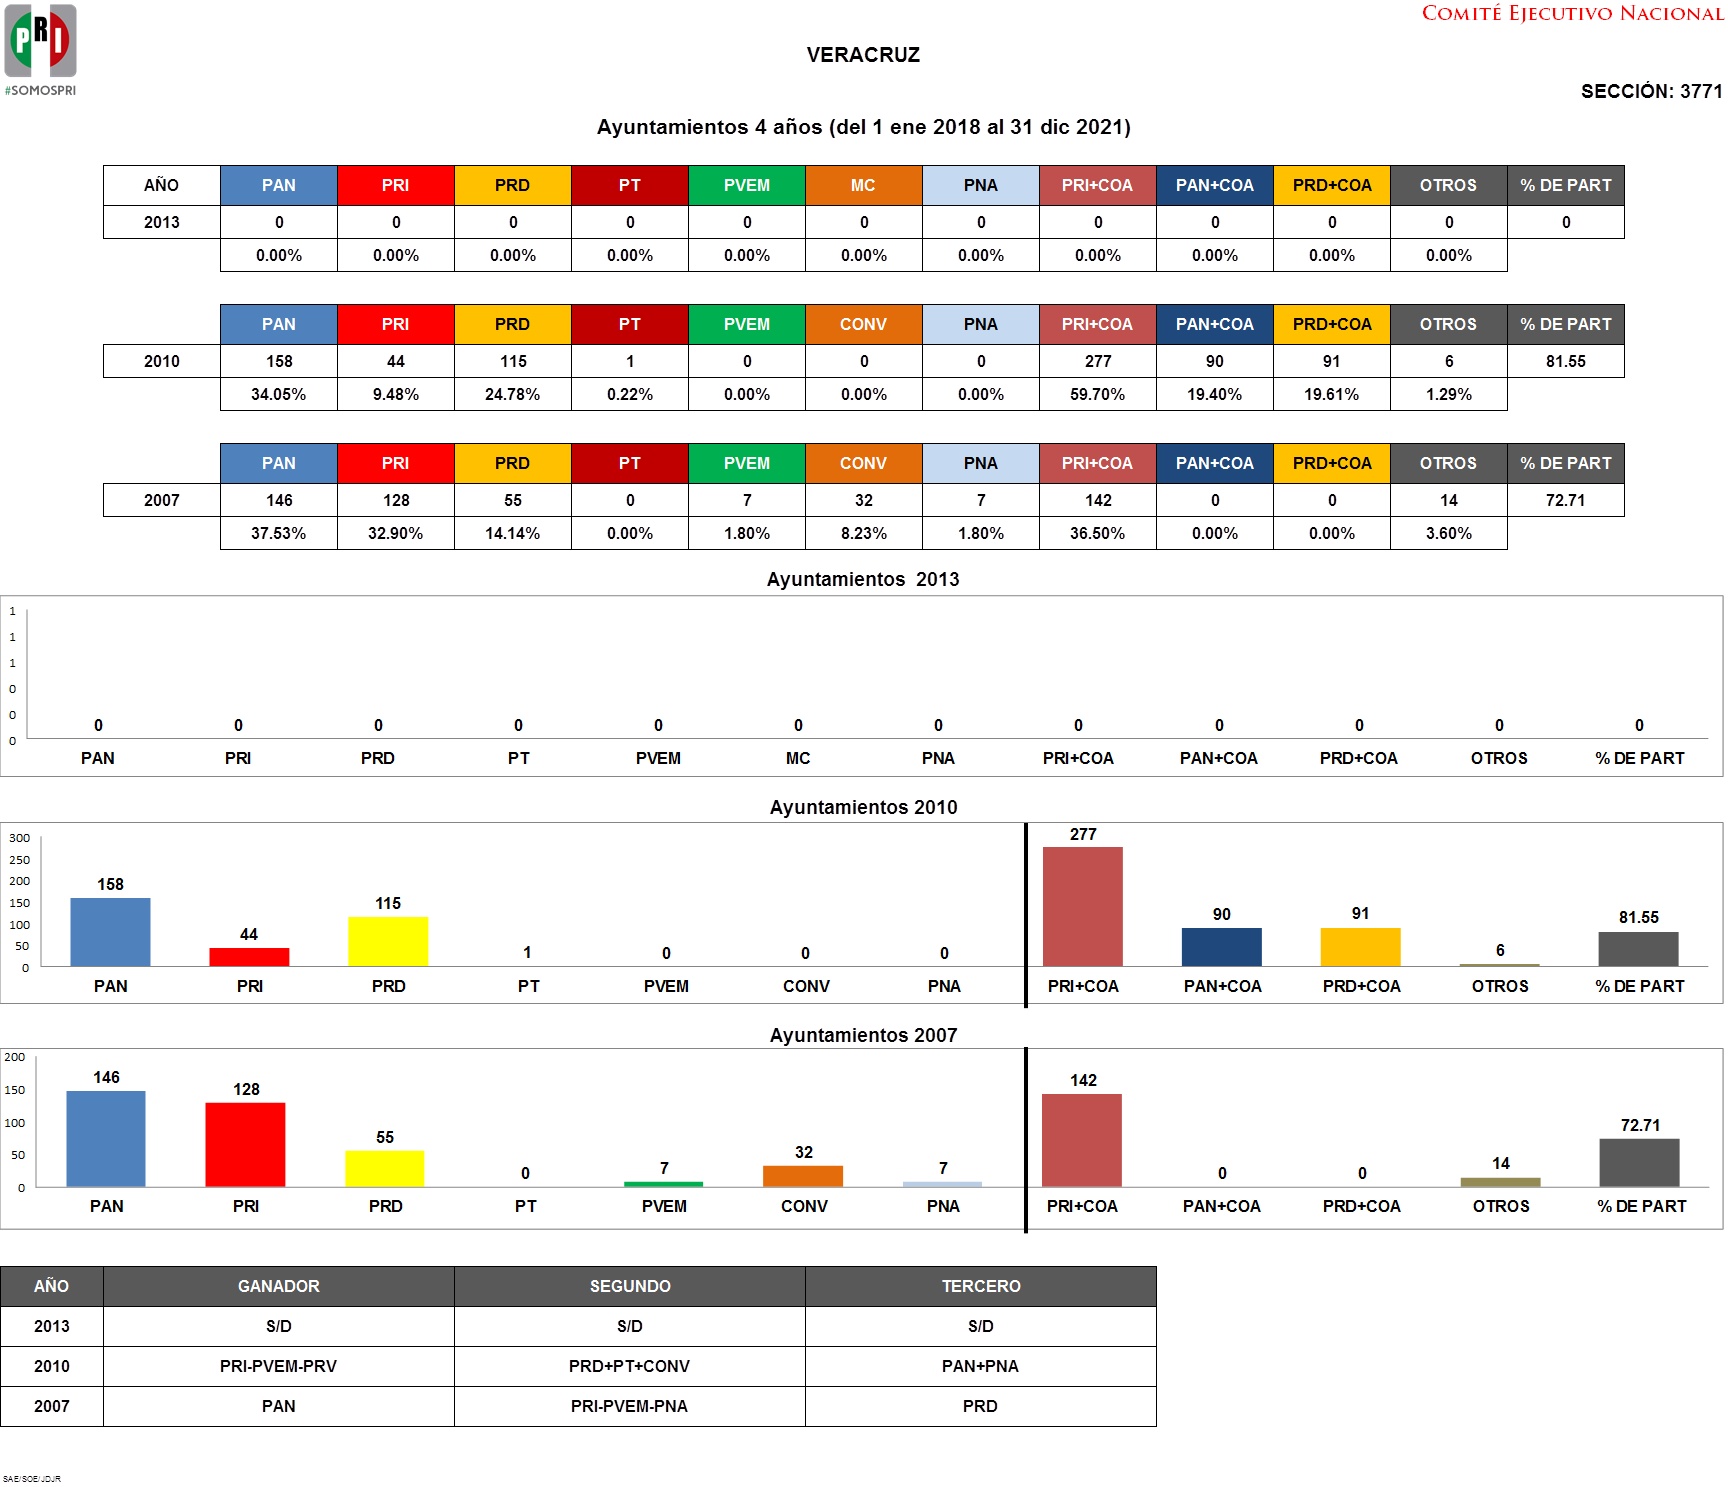 COMITÉ EJECUTIVO NACIONAL
PRI
#SOMOSPRI
VERACRUZ
SECCIÓN: 3771
Ayuntamientos 4 años (del 1 ene 2018 al 31 dic 2021)
AÑO PAN PRI PRD PT PVEM MC PNA PRI+COA PAN+COA PRD+COA OTROS % DE PART
2013 0 0 0 0 0 0 0 0 0 0 0 0
0.00% 0.00% 0.00% 0.00% 0.00% 0.00% 0.00% 0.00% 0.00% 0.00% 0.00%
PAN PRI PRD PT PVEM CONV PNA PRI+COA PAN+COA PRD+COA OTROS % DE PART
2010 158 44 115 1 0 0 0 277 90 91 6 81.55
34.05% 9.48% 24.78% 0.22% 0.00% 0.00% 0.00% 59.70% 19.40% 19.61% 1.29%
PAN PRI PRD PT PVEM CONV PNA PRI+COA PAN+COA PRD+COA OTROS % DE PART
2007 146 128 55 0 7 32 7 142 0 0 14 72.71
37.53% 32.90% 14.14% 0.00% 1.80% 8.23% 1.80% 36.50% 0.00% 0.00% 3.60%
Ayuntamientos 2013
1
1
1
0
0
0
0 0 0 0 0 0 0 0 0 0 0 0
PAN PRI PRD PT PVEM MC PNA PRI+COA PAN+COA PRD+COA OTROS % DE PART
Ayuntamientos 2010
300
250
200
150
100
50
0
158 44 115 1 0 0 0 277 90 91 6 81.55
PAN PRI PRD PT PVEM CONV PNA PRI+COA PAN+COA PRD+COA OTROS % DE PART
Ayuntamientos 2007
200
150
100
50
0
146 128 55 0 7 32 7 142 0 0 14 72.71
PAN PRI PRD PT PVEM CONV PNA PRI+COA PAN+COA PRD+COA OTROS % DE PART
AÑO GANADOR SEGUNDO TERCERO
2013 S/D S/D S/D
2010 PRI-PVEM-PRV PRD+PT+CONV PAN+PNA
2007 PAN PRI-PVEM-PNA PRD
SAE/SOE/JDJR